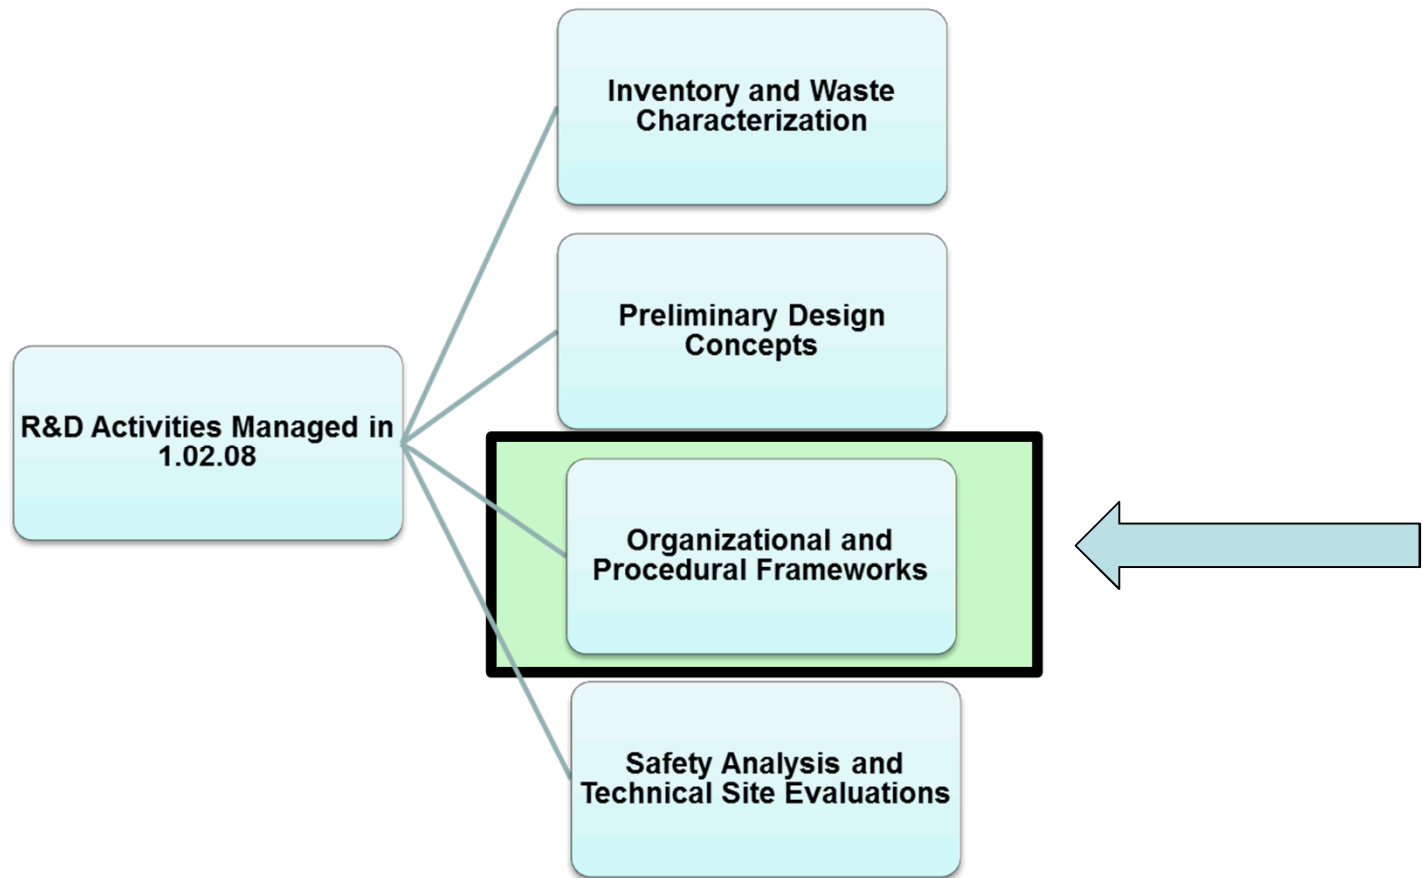 Inventory and Waste
Characterization
Preliminary Design
Concepts
R&D Activities Managed in
1.02.08
Organizational and
Procedural Frameworks
Safety Analysis and
Technical Site Evaluations